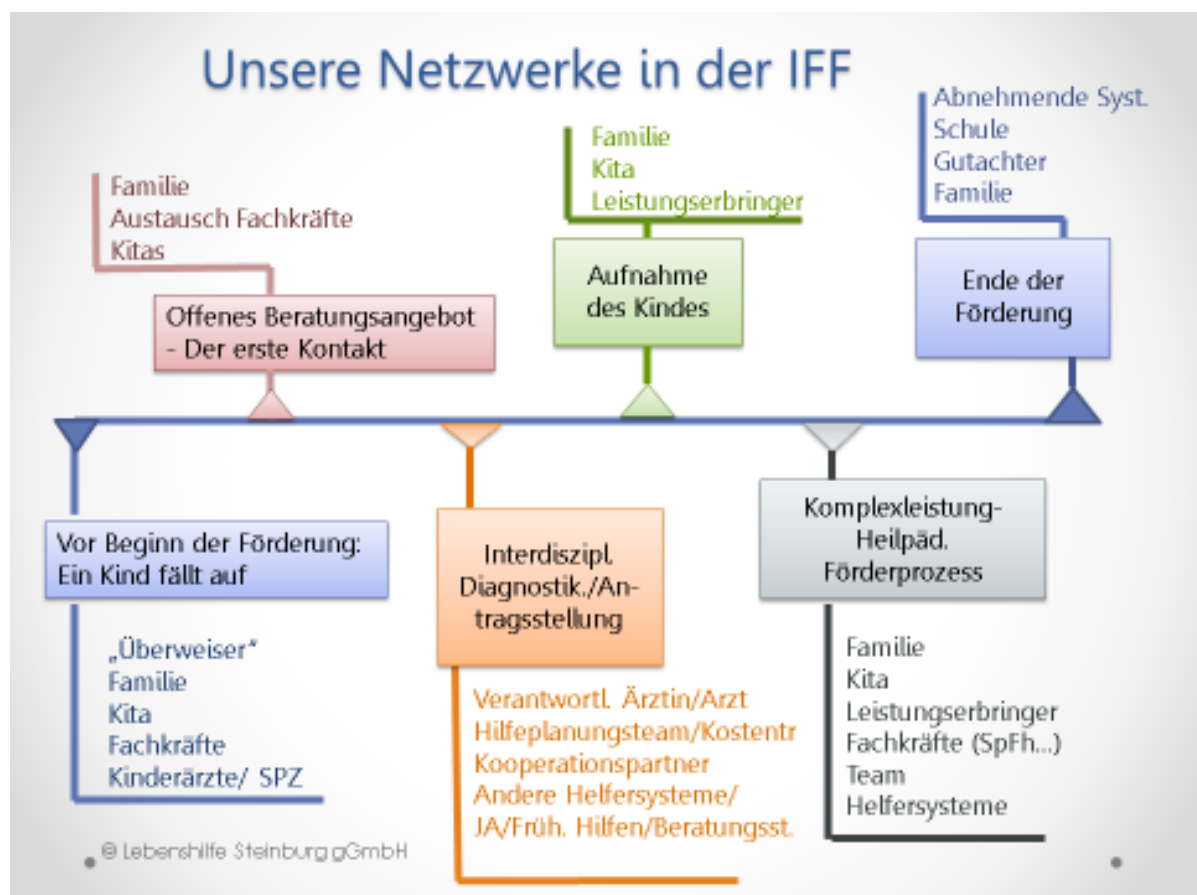 Unsere Netzwerke in der IFF
Familie
Austausch Fachkräfte
Kitas
Offenes Beratungsangebot
- Der erste Kontakt
Familie
Kita
Leistungserbringer
Aufnahme
des Kindes
Abnehmende Syst.
Schule
Gutachter
Familie
Ende der
Förderung
Vor Beginn der Förderung:
Ein Kind fällt auf
„Überweiser“
Familie
Kita
Fachkräfte
Kinderärzte/ SPZ
Interdiszipl.
Diagnostik./An-
tragsstellung
Verantwortl. Ärztin/Arzt
Hilfeplanungsteam/Kostentr
Kooperationspartner
Andere Helfersysteme/
JA/Früh. Hilfen/Beratungsst.
Komplexleistung-
Heilpäd.
Förderprozess
Familie
Kita
Leistungserbringer
Fachkräfte (SpFh...)
Team
Helfersysteme
© Lebenshilfe Steinburg gGmbH